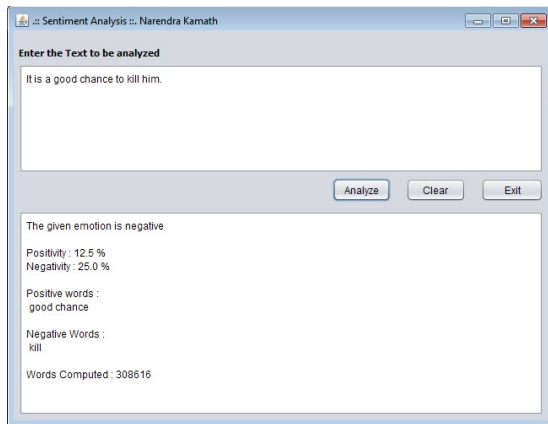 .:: Sentiment Analysis ::. Narendra Kamath
Enter the Text to be analyzed
It is a good chance to kill him.
Analyze Clear Exit
The given emotion is negative
Positivity : 12.5 %
Negativity : 25.0 %
Positive words :
good chance
Negative Words :
kill
Words Computed : 308616